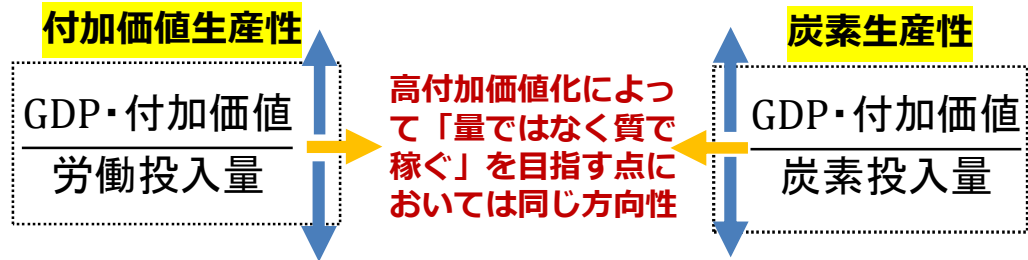 付加価値生産性
GDP・付加価値
労働投入量
高付加価値化によっ
て「量ではなく質で
稼ぐ」を目指す点に
おいては同じ方向性
炭素生産性
GDP・付加価値
炭素投入量